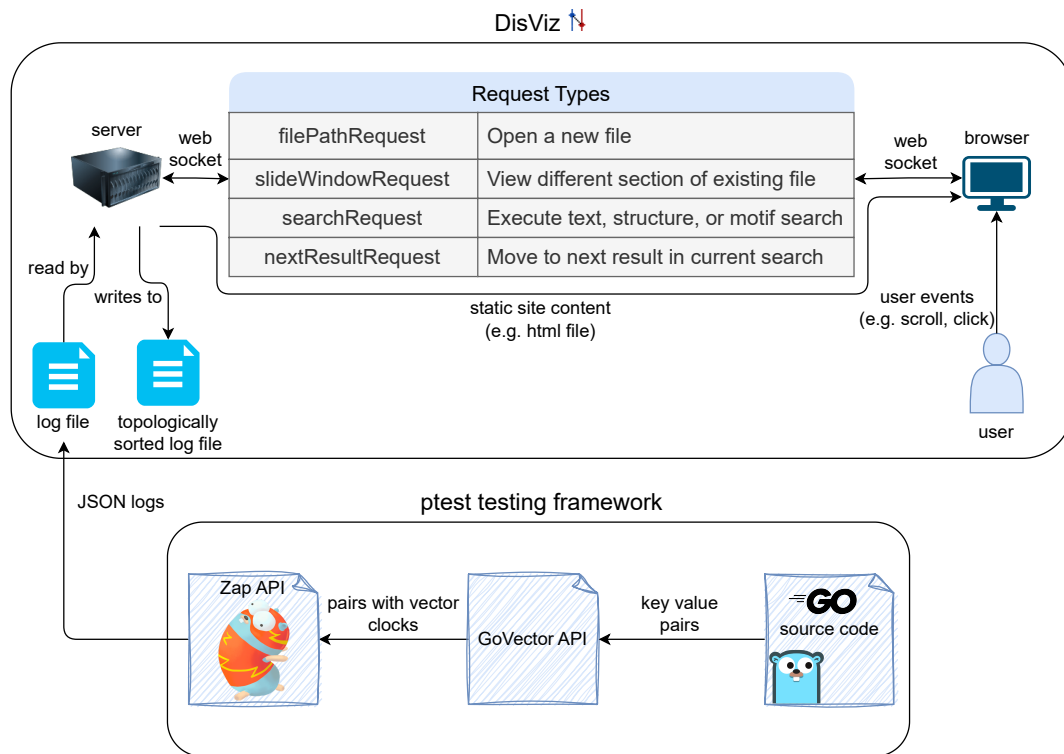 DisViz
Request Types
server
web
socket
filePathRequest
Open a new file
slideWindowRequest
View different section of existing file
searchRequest
Execute text, structure, or motif search
nextResultRequest
Move to next result in current search
web
socket
browser
read by
writes to
static site content
(e.g. html file)
user events
(e.g. scroll, click)
log file
topologically
sorted log file
user
JSON logs
ptest testing framework
Zap API
pairs with vector
clocks
GoVector API
key value
pairs
GO
source code